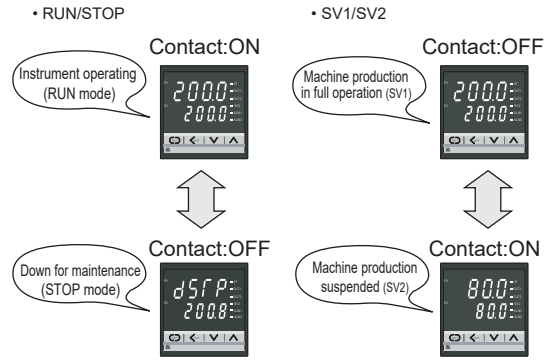 • RUN/STOP
Contact:ON
Instrument operating
(RUN mode)
200.0
200.0
Contact:OFF
Down for maintenance
(STOP mode)
dSTP
200.8
• SV1/SV2
Contact:OFF
Machine production
in full operation (SV1)
200.0
200.0
Contact:ON
Machine production
suspended (SV2)
80.0
80.0